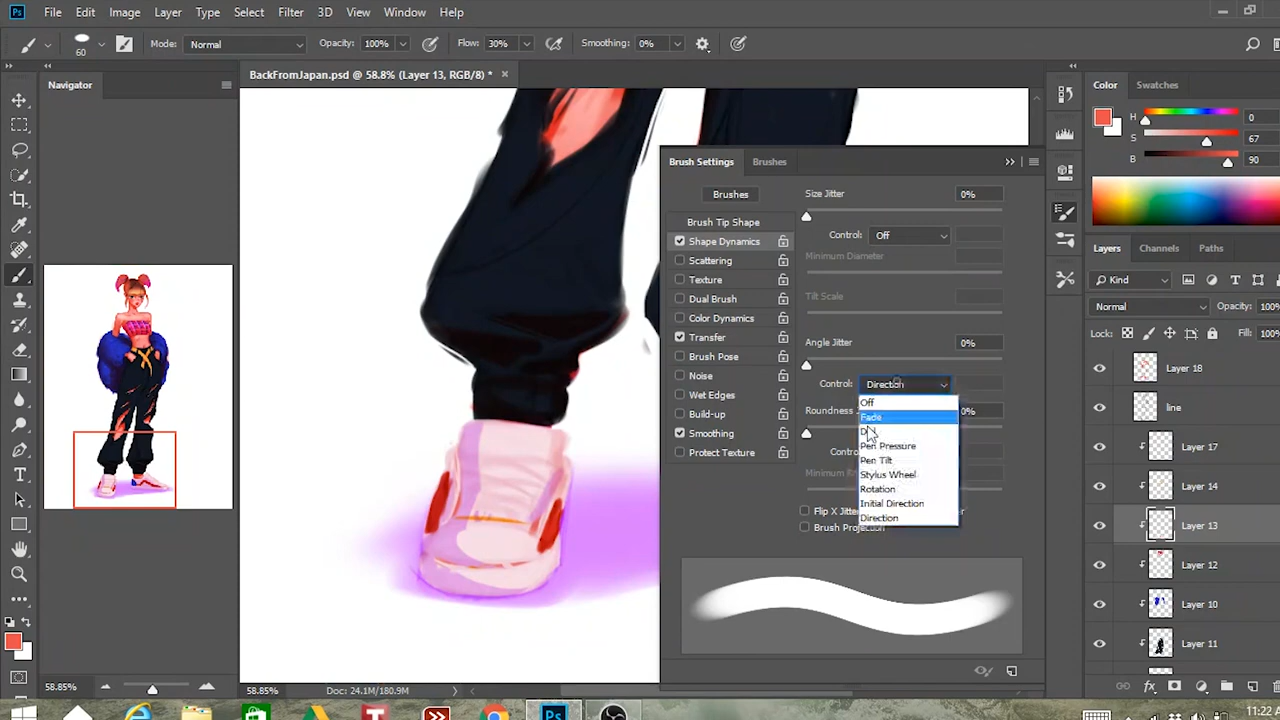 File Edit Image Layer Type Select Filter 3D View Window Help
60 Mode: Normal Opacity: 100% Flow: 30% Smoothing: 0%
Navigator
BackFromJapan.psd @ 58.8% (Layer 13, RGB/8) *
Color Swatches
H 0
S 67
B 90
Brush Settings Brushes
Brushes
Brush Tip Shape
Shape Dynamics
Scattering
Texture
Dual Brush
Color Dynamics
Transfer
Brush Pose
Noise
Wet Edges
Build-up
Smoothing
Protect Texture
Size Jitter 0%
Control: Off
Minimum Diameter
Tilt Scale
Angle Jitter 0%
Control: Direction
Off
Fade
Pen Pressure
Pen Tilt
Stylus Wheel
Rotation
Initial Direction
Direction
Roundness 0%
Minimum
Flip X Jitter
Brush Projection
Layers Channels Paths
Kind
Normal Opacity: 100%
Lock: Fill: 100%
Layer 18
line
Layer 17
Layer 14
Layer 13
Layer 12
Layer 10
Layer 11
58.85%
58.85% Doc: 24.1M/180.9M
11:22